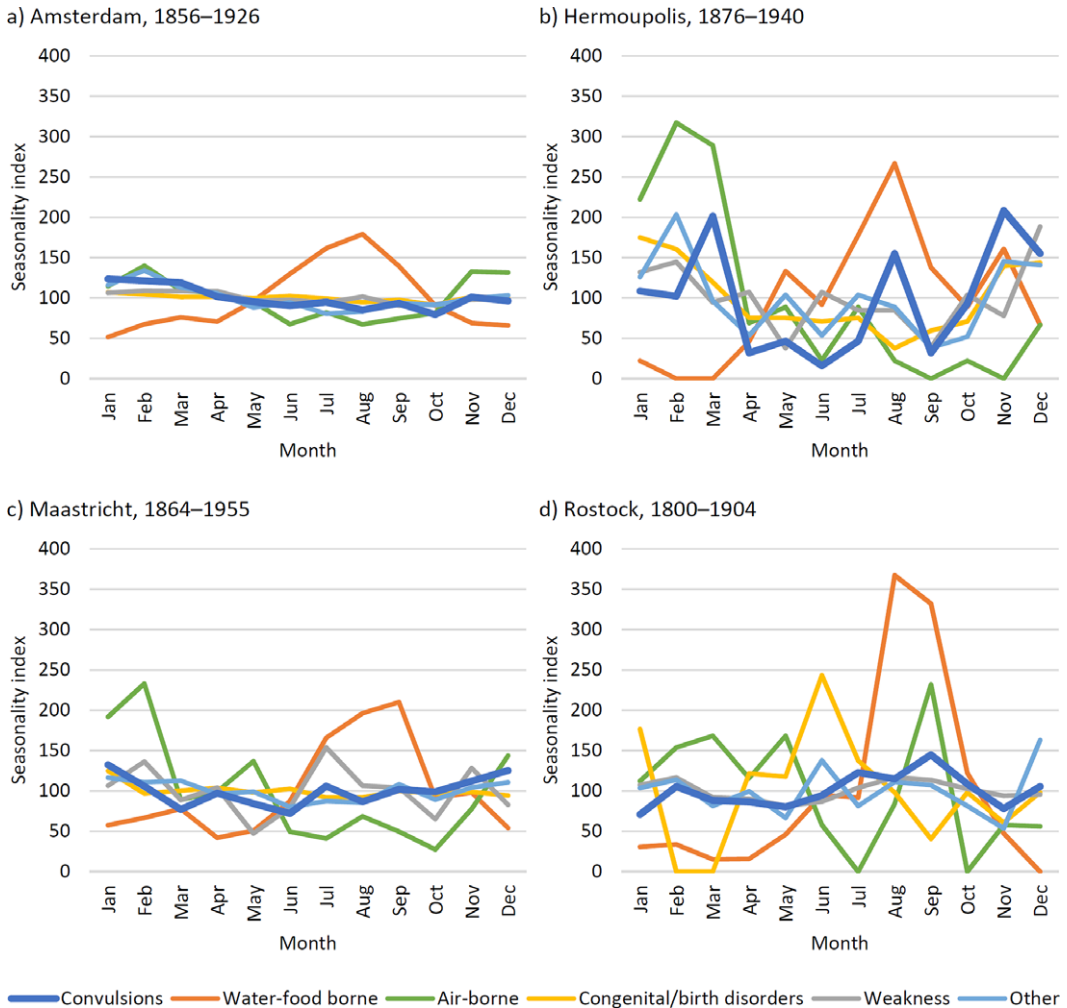 a) Amsterdam, 1856–1926
b) Hermoupolis, 1876–1940
Seasonality index
400
350
300
250
200
150
100
50
0
Jan
Feb
Mar
Apr
May
Jun
Jul
Aug
Sep
Oct
Nov
Dec
Month
Seasonality index
400
350
300
250
200
150
100
50
0
Jan
Feb
Mar
Apr
May
Jun
Jul
Aug
Sep
Oct
Nov
Dec
Month
c) Maastricht, 1864–1955
d) Rostock, 1800–1904
Seasonality index
400
350
300
250
200
150
100
50
0
Jan
Feb
Mar
Apr
May
Jun
Jul
Aug
Sep
Oct
Nov
Dec
Month
Seasonality index
400
350
300
250
200
150
100
50
0
Jan
Feb
Mar
Apr
May
Jun
Jul
Aug
Sep
Oct
Nov
Dec
Month
Convulsions Water-food borne Air-borne Congenital/birth disorders Weakness Other